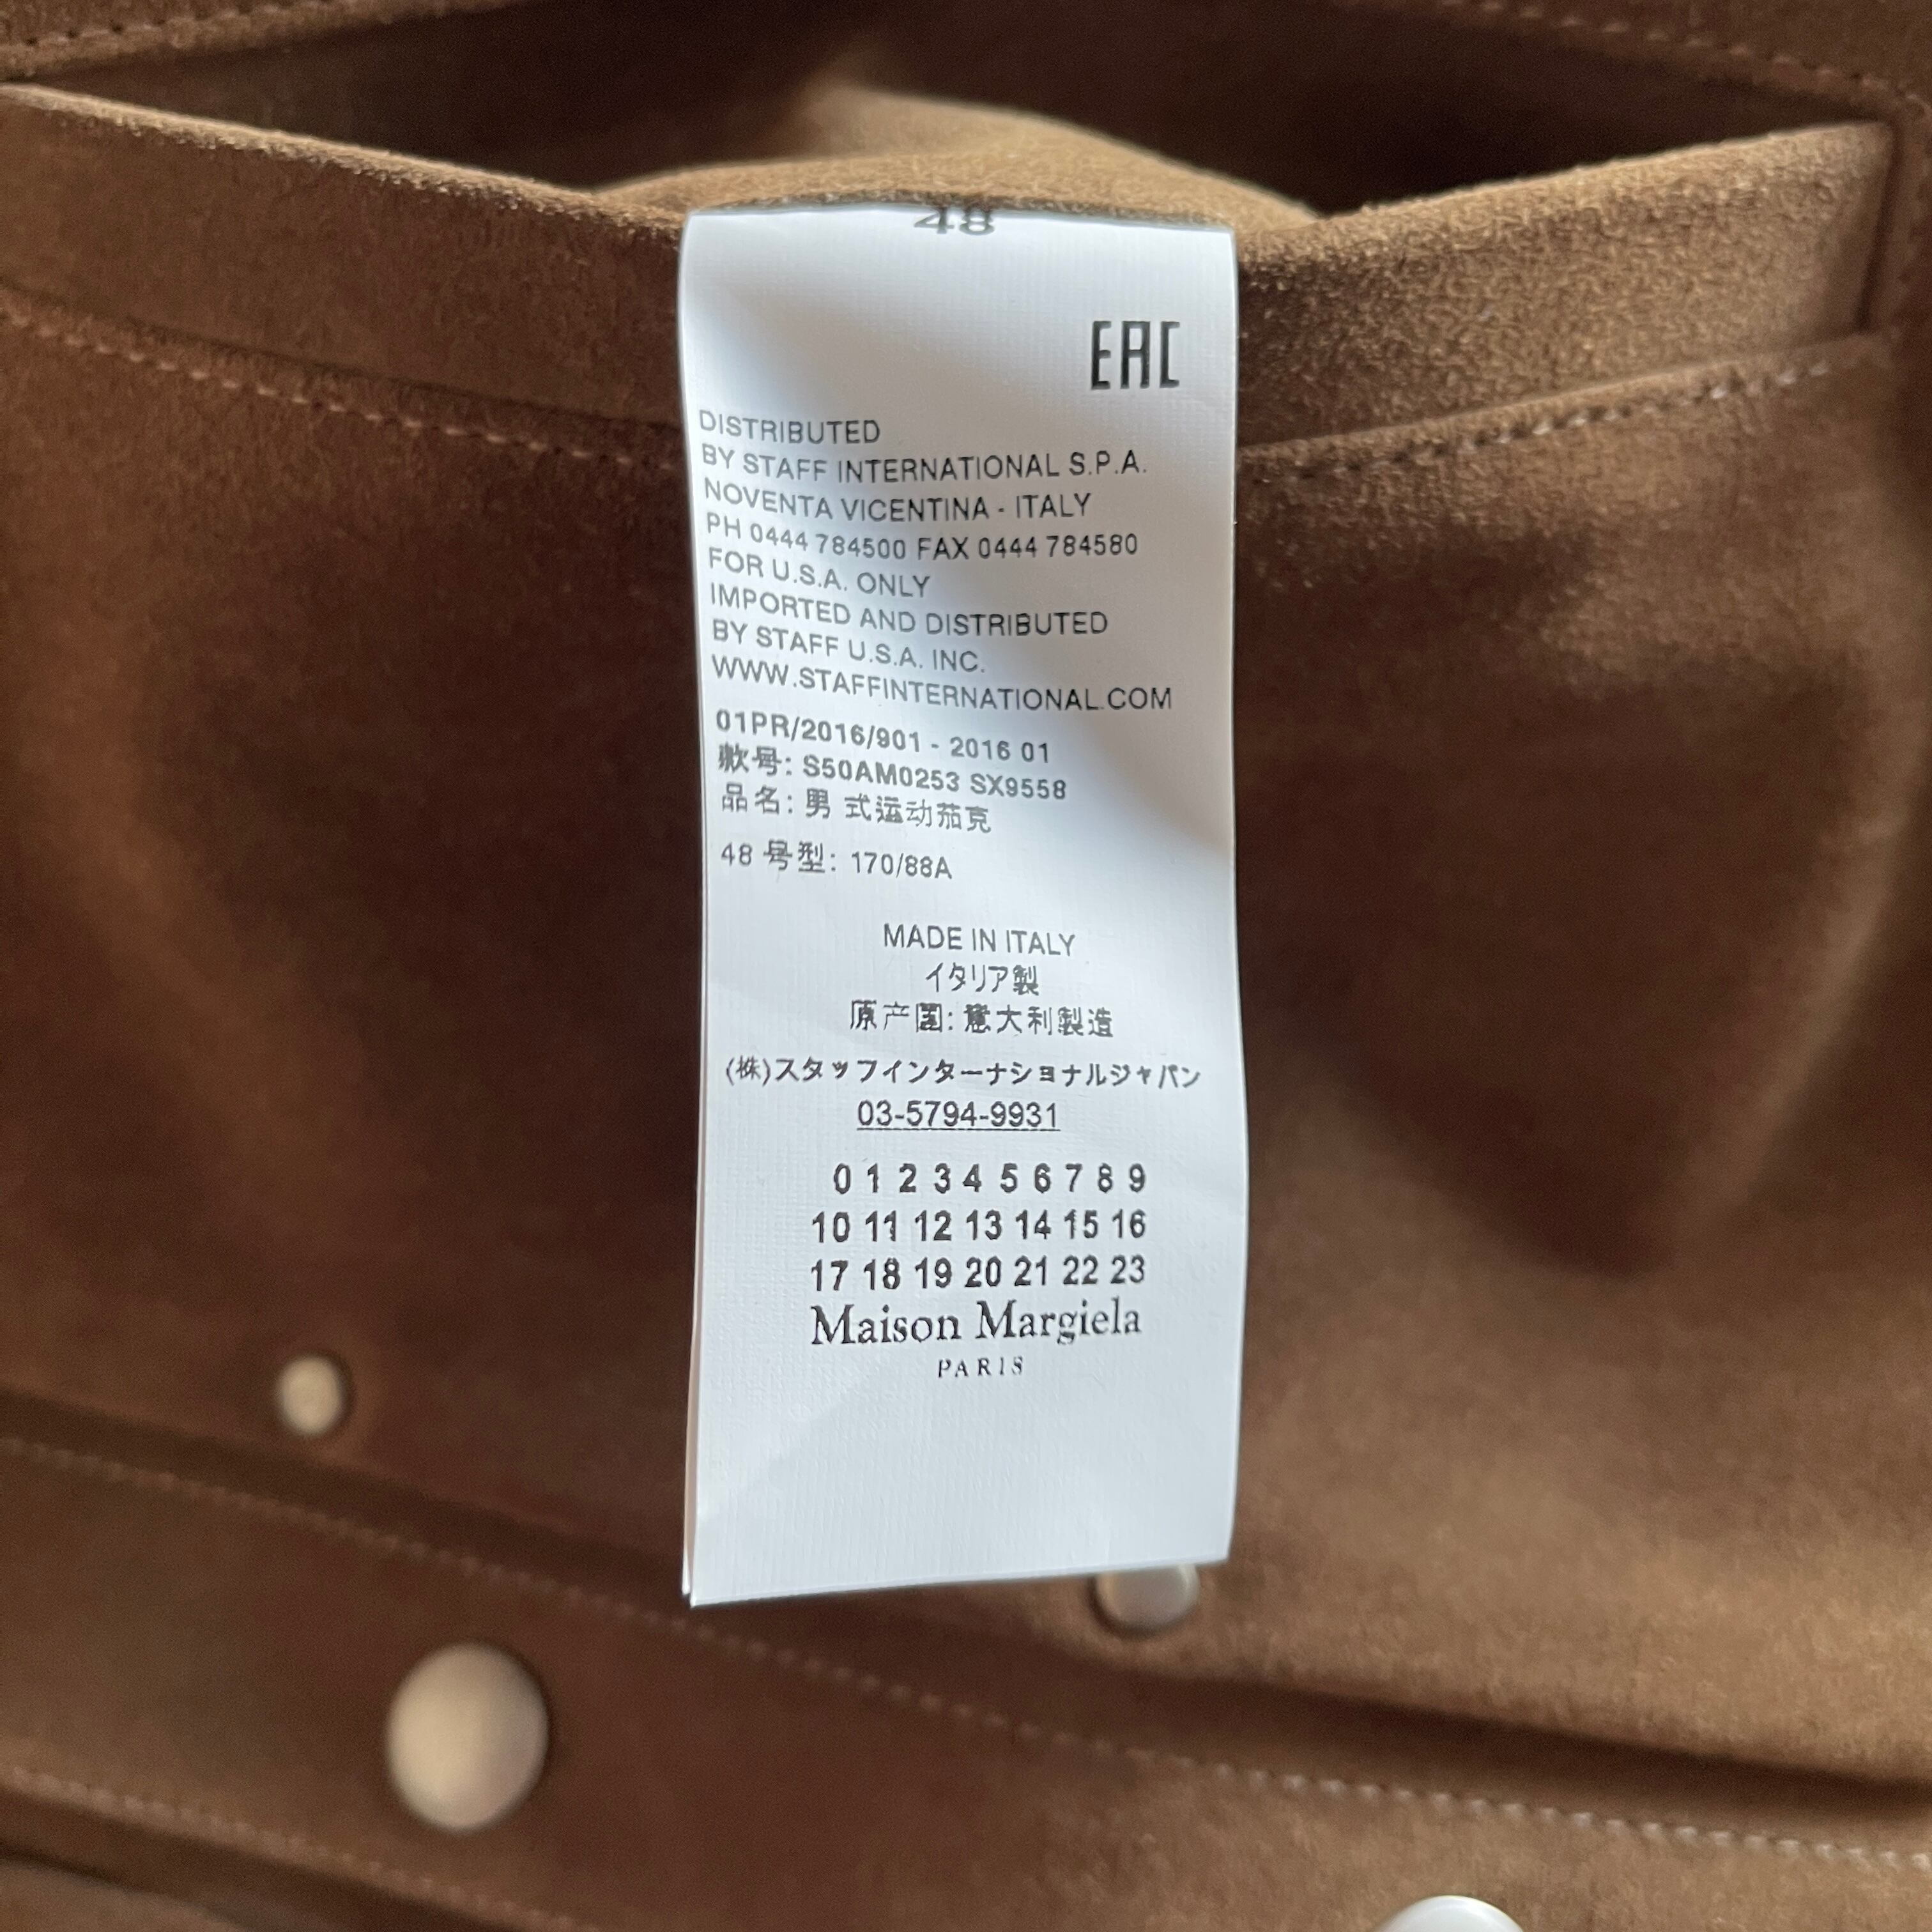 48
EAC
DISTRIBUTED
BY STAFF INTERNATIONAL S.P.A.
NOVENTA VICENTINA - ITALY
PH 0444 784500 FAX 0444 784580
FOR U.S.A. ONLY
IMPORTED AND DISTRIBUTED
BY STAFF U.S.A. INC.
WWW.STAFFINTERNATIONAL.COM
01PR/2016/901 - 2016 01
款号: S50AM0253 SX9558
品名: 男 式运动茄克
48 号型: 170/88A
MADE IN ITALY
イタリア製
原产国: 意大利製造
(株)スタッフインターナショナルジャパン
03-5794-9931
0 1 2 3 4 5 6 7 8 9
10 11 12 13 14 15 16
17 18 19 20 21 22 23
Maison Margiela
PARIS